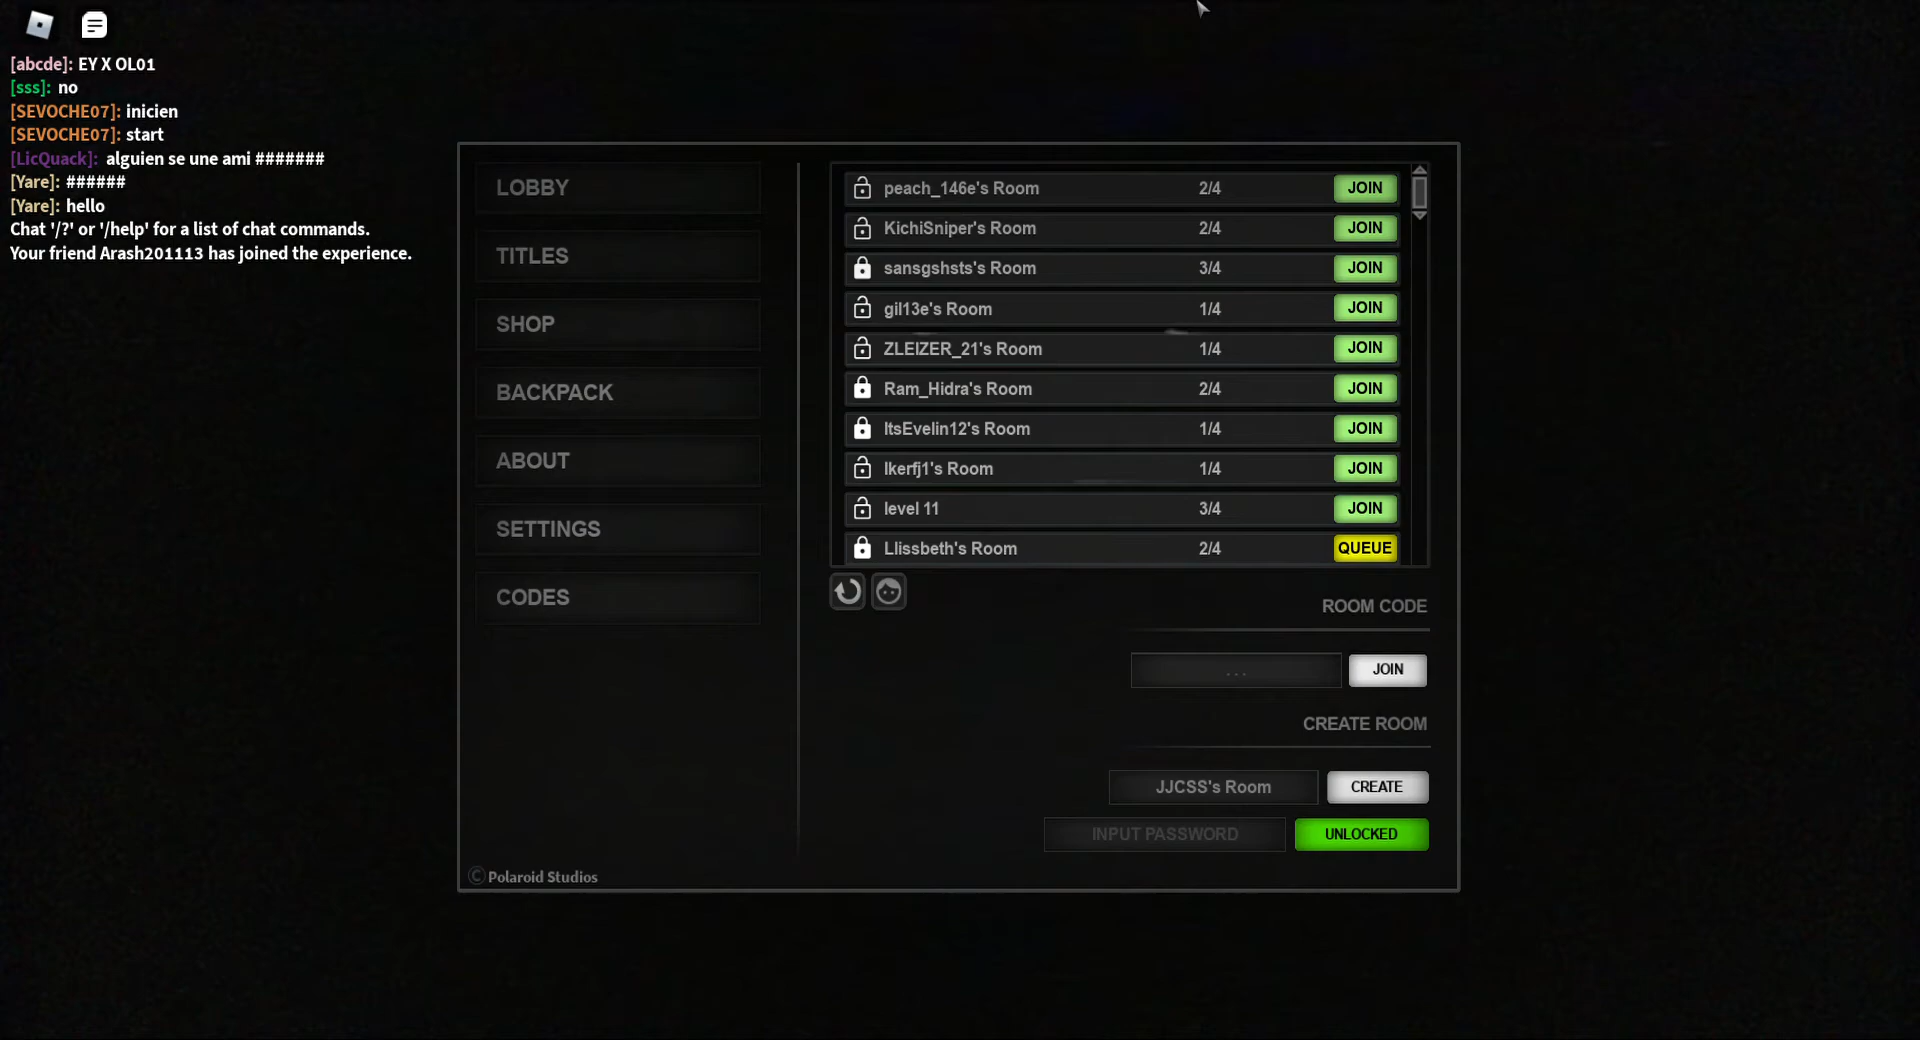 [abcde]: EY X OL01
[sss]: no
[SEVOCHE07]: inicien
[SEVOCHE07]: start
[LicQuack]: alguien se une ami #######
[Yare]: ######
[Yare]: hello
Chat '/?' or '/help' for a list of chat commands.
Your friend Arash201113 has joined the experience.
LOBBY
TITLES
SHOP
BACKPACK
ABOUT
SETTINGS
CODES
peach_146e's Room 2/4 JOIN
KichiSniper's Room 2/4 JOIN
sansgshsts's Room 3/4 JOIN
gil13e's Room 1/4 JOIN
ZLEIZER_21's Room 1/4 JOIN
Ram_Hidra's Room 2/4 JOIN
ItsEvelin12's Room 1/4 JOIN
Ikerfj1's Room 1/4 JOIN
level 11 3/4 JOIN
Llissbeth's Room 2/4 QUEUE
ROOM CODE
... JOIN
CREATE ROOM
JJCSS's Room CREATE
INPUT PASSWORD UNLOCKED
© Polaroid Studios